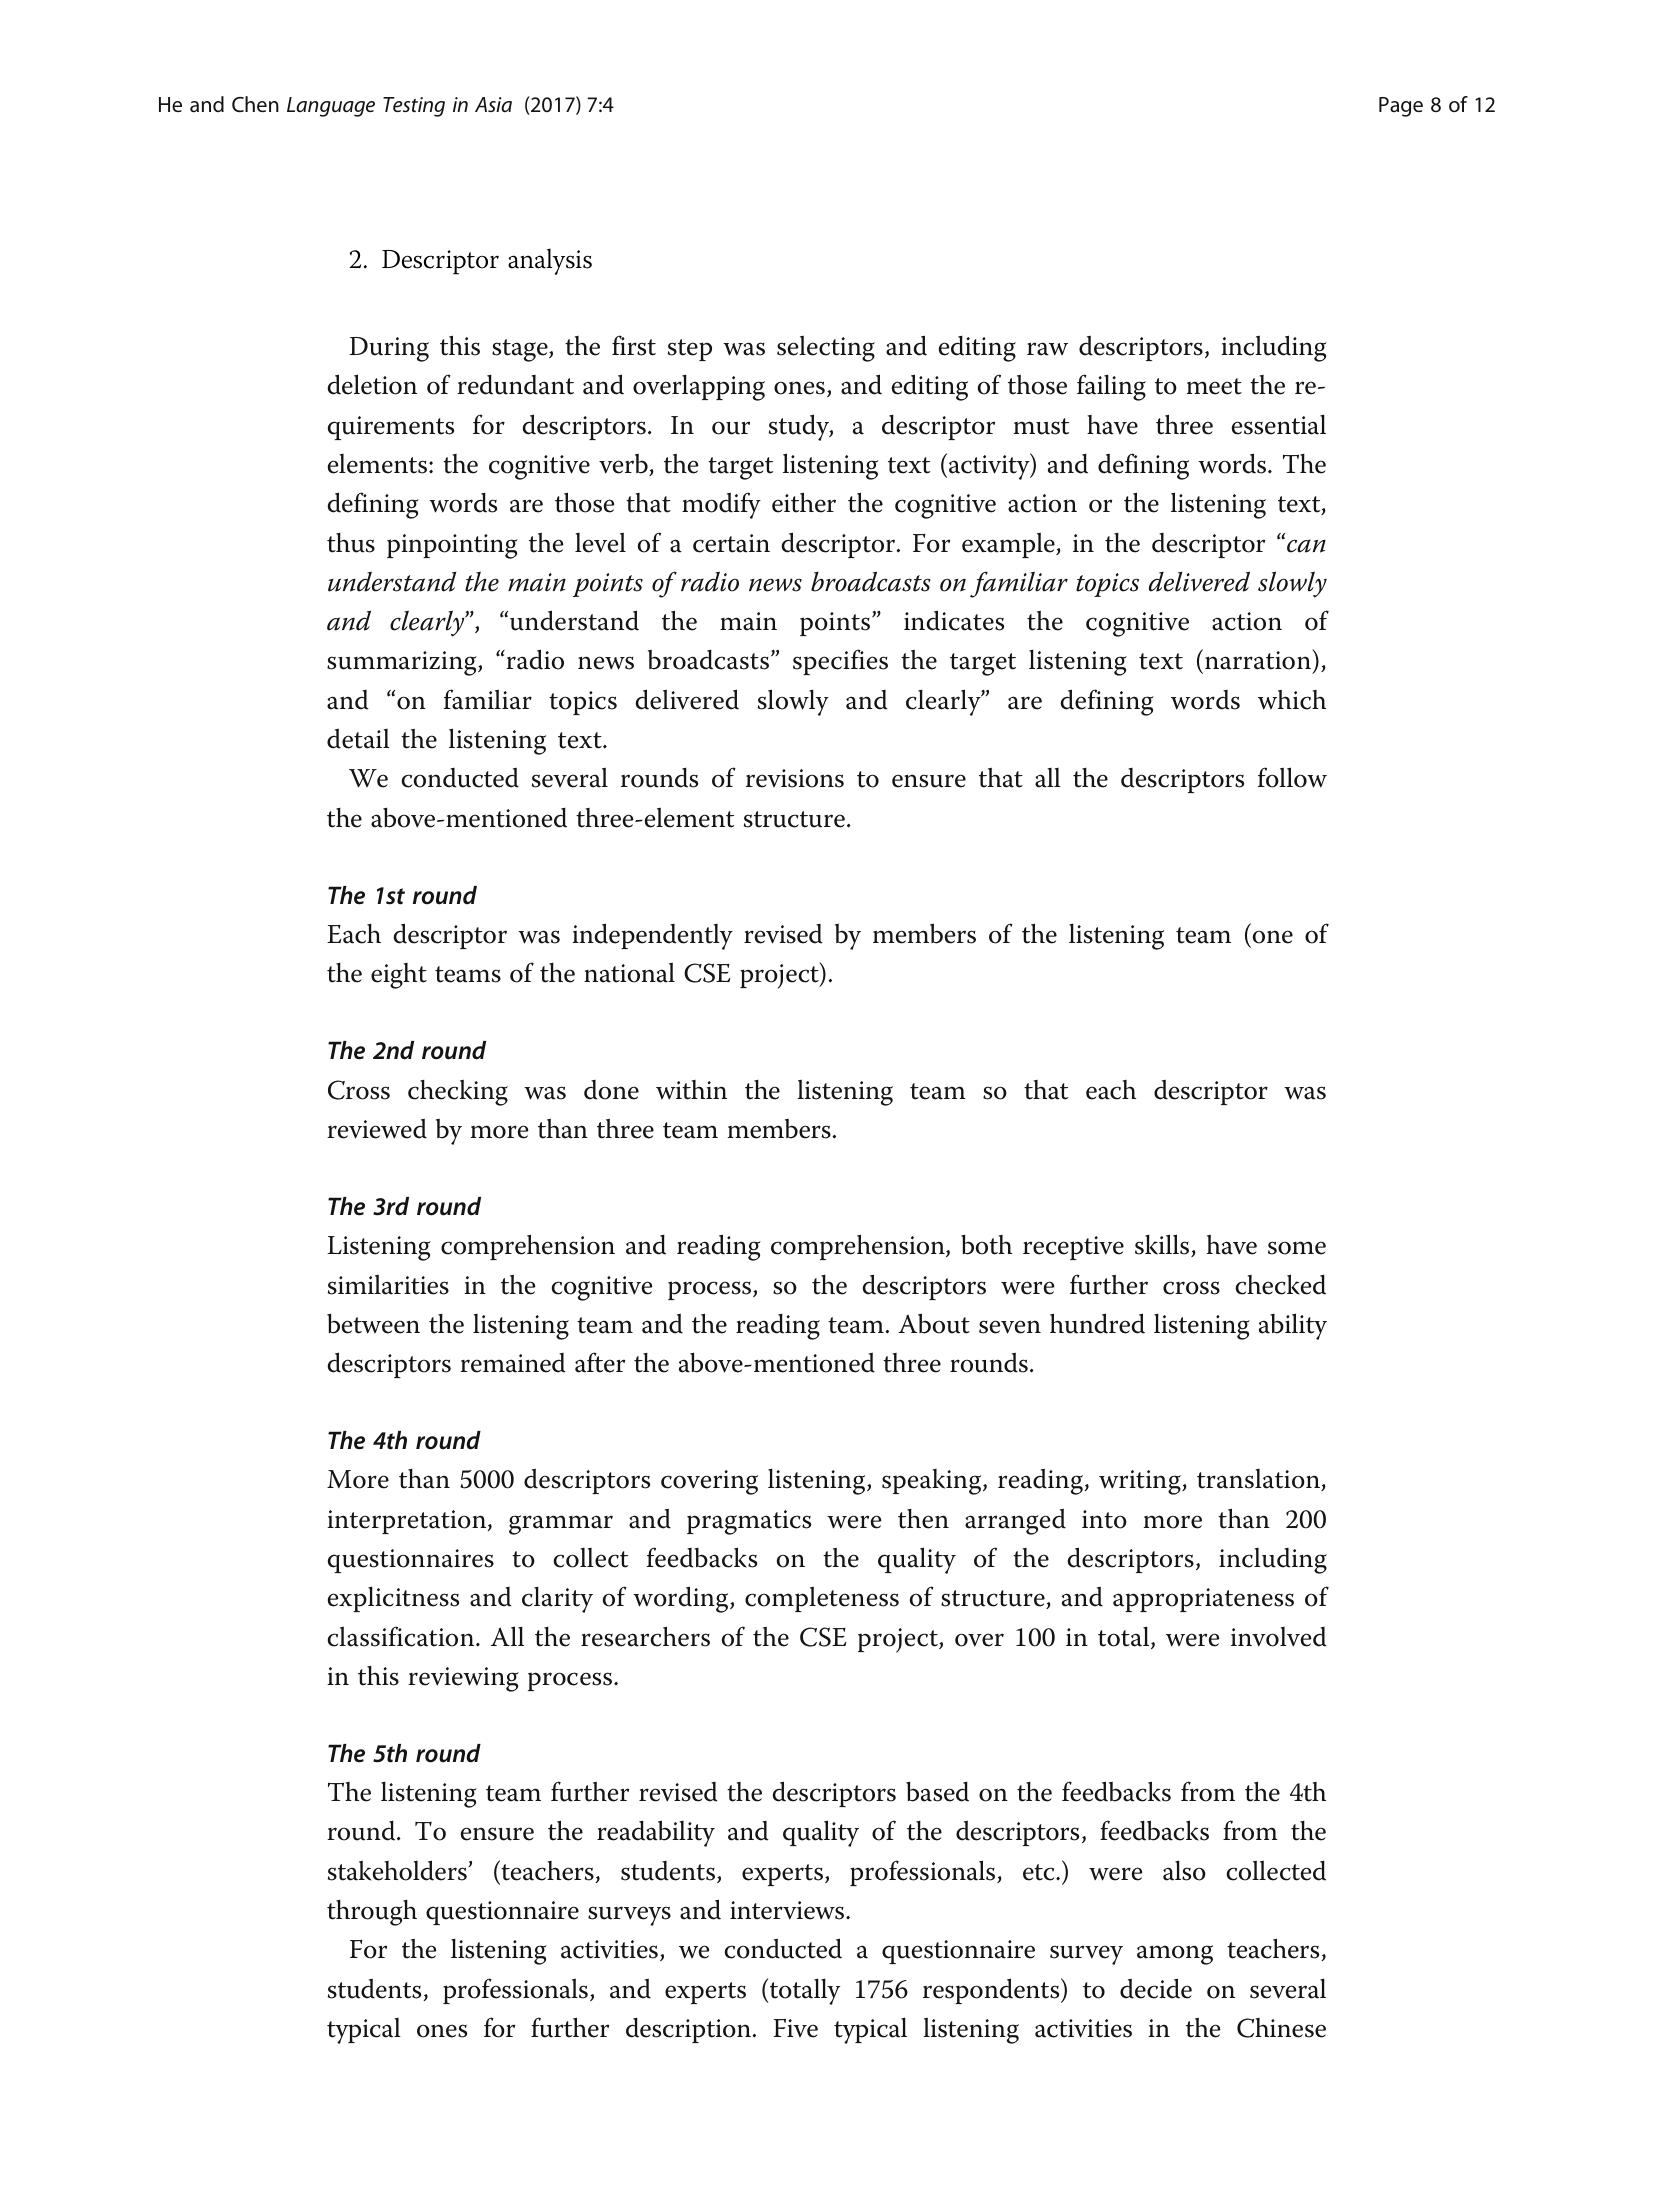 He and Chen Language Testing in Asia (2017) 7:4
Page 8 of 12
2. Descriptor analysis
During this stage, the first step was selecting and editing raw descriptors, including
deletion of redundant and overlapping ones, and editing of those failing to meet the re-
quirements for descriptors. In our study, a descriptor must have three essential
elements: the cognitive verb, the target listening text (activity) and defining words. The
defining words are those that modify either the cognitive action or the listening text,
thus pinpointing the level of a certain descriptor. For example, in the descriptor “can
understand the main points of radio news broadcasts on familiar topics delivered slowly
and clearly”, “understand the main points” indicates the cognitive action of
summarizing, “radio news broadcasts” specifies the target listening text (narration),
and “on familiar topics delivered slowly and clearly” are defining words which
detail the listening text.
We conducted several rounds of revisions to ensure that all the descriptors follow
the above-mentioned three-element structure.
The 1st round
Each descriptor was independently revised by members of the listening team (one of
the eight teams of the national CSE project).
The 2nd round
Cross checking was done within the listening team so that each descriptor was
reviewed by more than three team members.
The 3rd round
Listening comprehension and reading comprehension, both receptive skills, have some
similarities in the cognitive process, so the descriptors were further cross checked
between the listening team and the reading team. About seven hundred listening ability
descriptors remained after the above-mentioned three rounds.
The 4th round
More than 5000 descriptors covering listening, speaking, reading, writing, translation,
interpretation, grammar and pragmatics were then arranged into more than 200
questionnaires to collect feedbacks on the quality of the descriptors, including
explicitness and clarity of wording, completeness of structure, and appropriateness of
classification. All the researchers of the CSE project, over 100 in total, were involved
in this reviewing process.
The 5th round
The listening team further revised the descriptors based on the feedbacks from the 4th
round. To ensure the readability and quality of the descriptors, feedbacks from the
stakeholders’ (teachers, students, experts, professionals, etc.) were also collected
through questionnaire surveys and interviews.
For the listening activities, we conducted a questionnaire survey among teachers,
students, professionals, and experts (totally 1756 respondents) to decide on several
typical ones for further description. Five typical listening activities in the Chinese